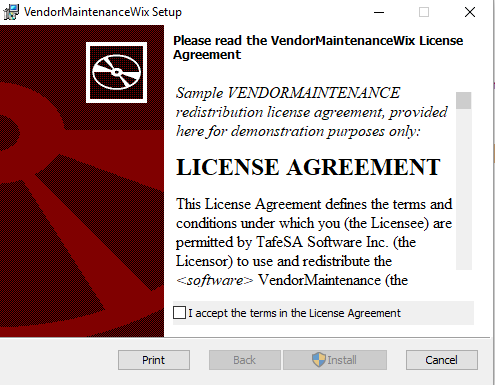 VendorMaintenanceWix Setup
Please read the VendorMaintenanceWix License
Agreement
Sample VENDORMAINTENANCE
redistribution license agreement, provided
here for demonstration purposes only:
LICENSE AGREEMENT
This License Agreement defines the terms and
conditions under which you (the Licensee) are
permitted by TafeSA Software Inc. (the
Licensor) to use and redistribute the
<software> VendorMaintenance (the
I accept the terms in the License Agreement
Print
Back
Install
Cancel